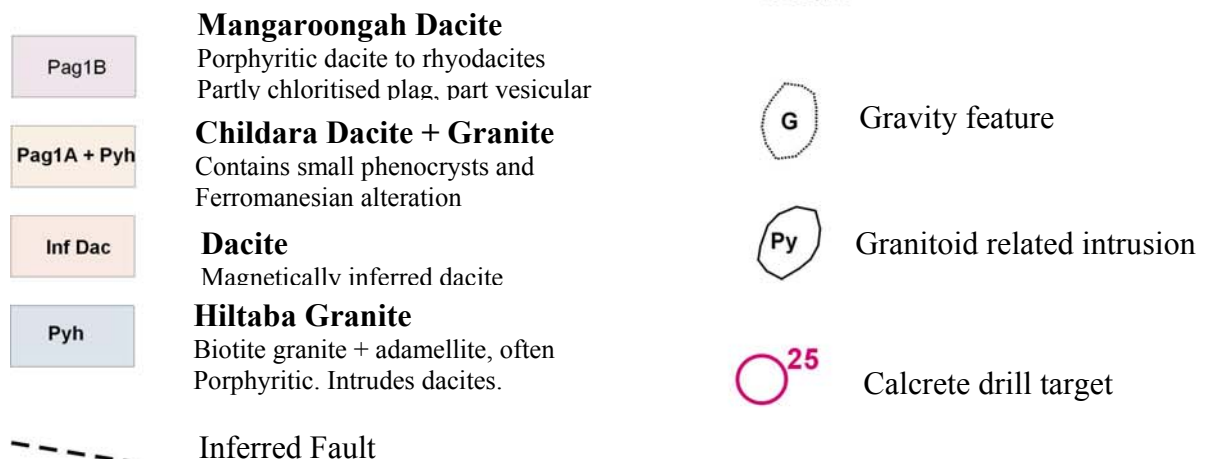 Pag1B
Mangaroongah Dacite
Porphyritic dacite to rhyodacites
Partly chloritised plag, part vesicular
Pag1A + Pyh
Childara Dacite + Granite
Contains small phenocrysts and
Ferromanesian alteration
Inf Dac
Dacite
Magnetically inferred dacite
Pyh
Hiltaba Granite
Biotite granite + adamellite, often
Porphyritic. Intrudes dacites.
Inferred Fault
G
Gravity feature
Py
Granitoid related intrusion
25
Calcrete drill target